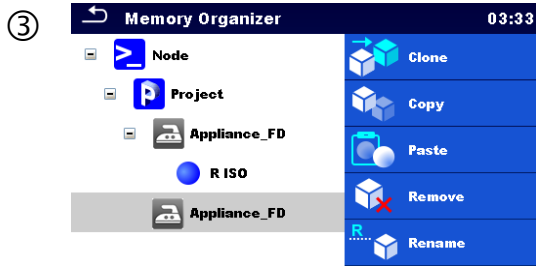 ③
Memory Organizer 03:33
Node
Clone
Project
Copy
Appliance_FD
Paste
R ISO
Remove
Appliance_FD
R
Rename